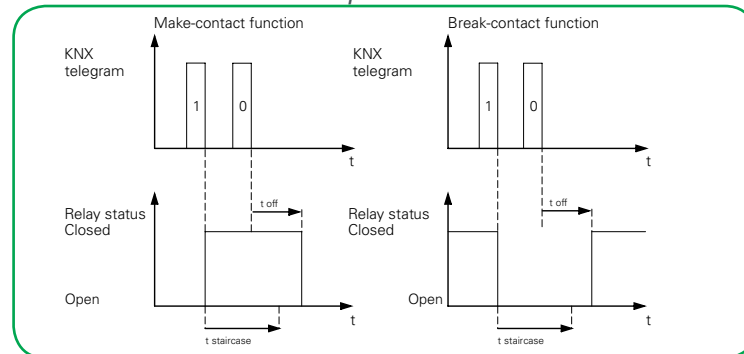 Make-contact function
KNX
telegram
1
0
t
Relay status
Closed
t off
Open
t
t staircase
Break-contact function
KNX
telegram
1
0
t
Relay status
Closed
t off
Open
t
t staircase